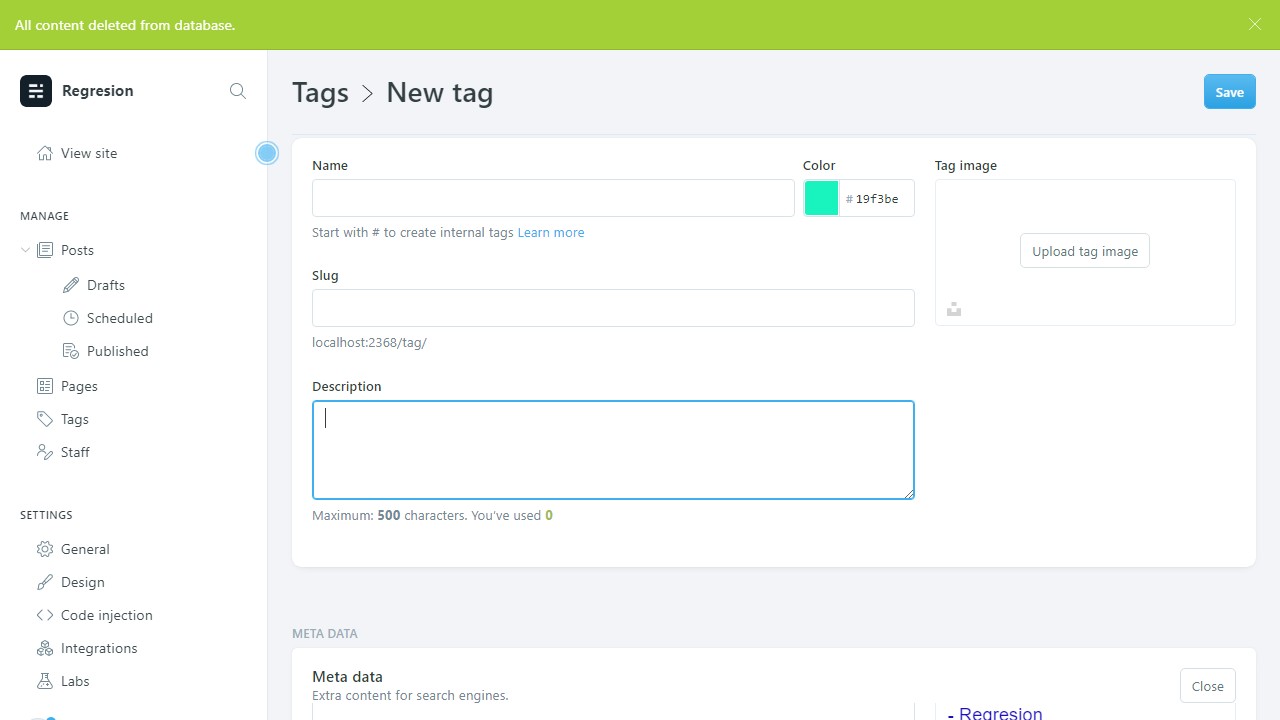 All content deleted from database.
Regresion
View site
MANAGE
Posts
Drafts
Scheduled
Published
Pages
Tags
Staff
SETTINGS
General
Design
Code injection
Integrations
Labs
Tags > New tag
Save
Name
Color
# 19f3be
Start with # to create internal tags Learn more
Slug
localhost:2368/tag/
Description
Maximum: 500 characters. You've used 0
Tag image
Upload tag image
META DATA
Meta data
Extra content for search engines.
Close
- Regresion